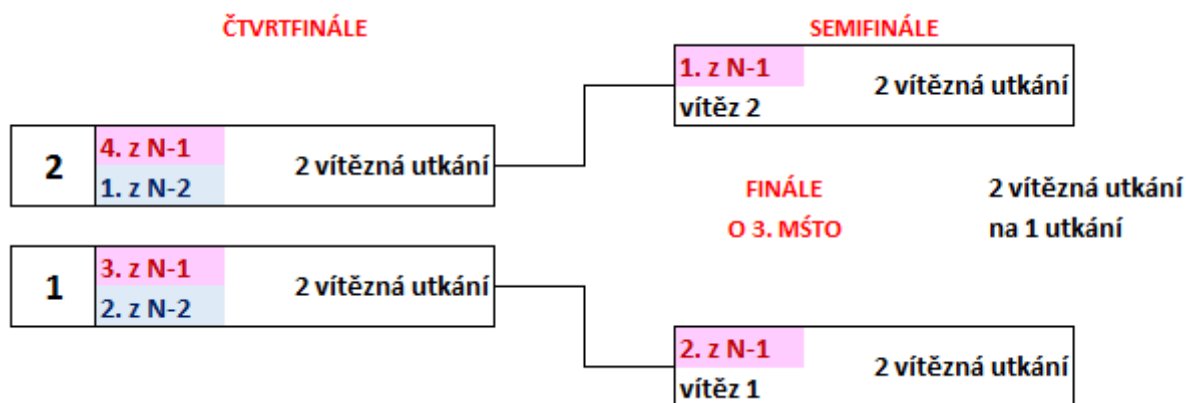 ČTVRTFINÁLE
SEMIFINÁLE
1. z N-1
2 vítězná utkání
vítěz 2
2
4. z N-1
2 vítězná utkání
1. z N-2
FINÁLE
2 vítězná utkání
O 3. MŚTO
na 1 utkání
1
3. z N-1
2 vítězná utkání
2. z N-2
2. z N-1
2 vítězná utkání
vítěz 1